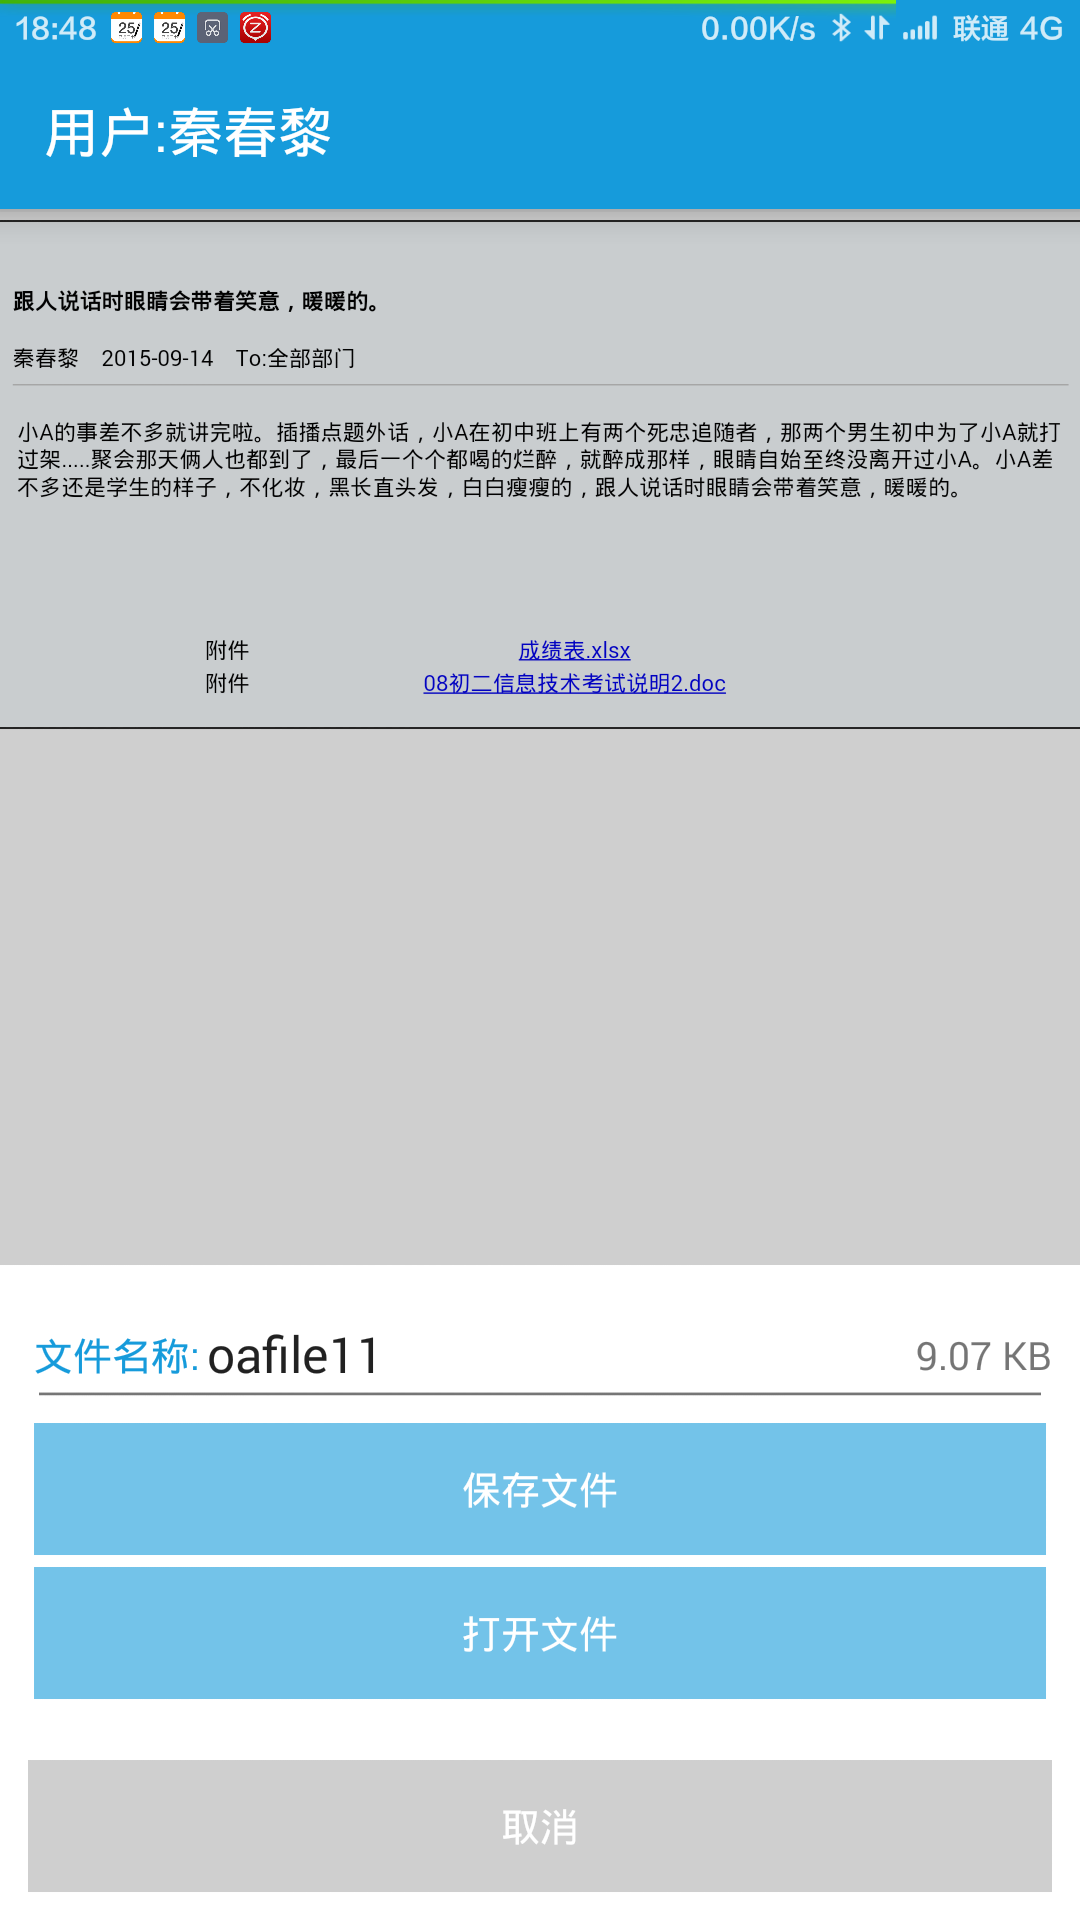 18:48 25 25 0.00K/s 联通 4G
用户:秦春黎
跟人说话时眼睛会带着笑意，暖暖的。
秦春黎 2015-09-14 To:全部部门
小A的事差不多就讲完啦。插播点题外话，小A在初中班上有两个死忠追随者，那两个男生初中为了小A就打
过架.....聚会那天俩人也都到了，最后一个个都喝的烂醉，就醉成那样，眼睛自始至终没离开过小A。小A差
不多还是学生的样子，不化妆，黑长直头发，白白瘦瘦的，跟人说话时眼睛会带着笑意，暖暖的。
附件 成绩表.xlsx
附件 08初二信息技术考试说明2.doc
文件名称: oafile11 9.07 KB
保存文件
打开文件
取消